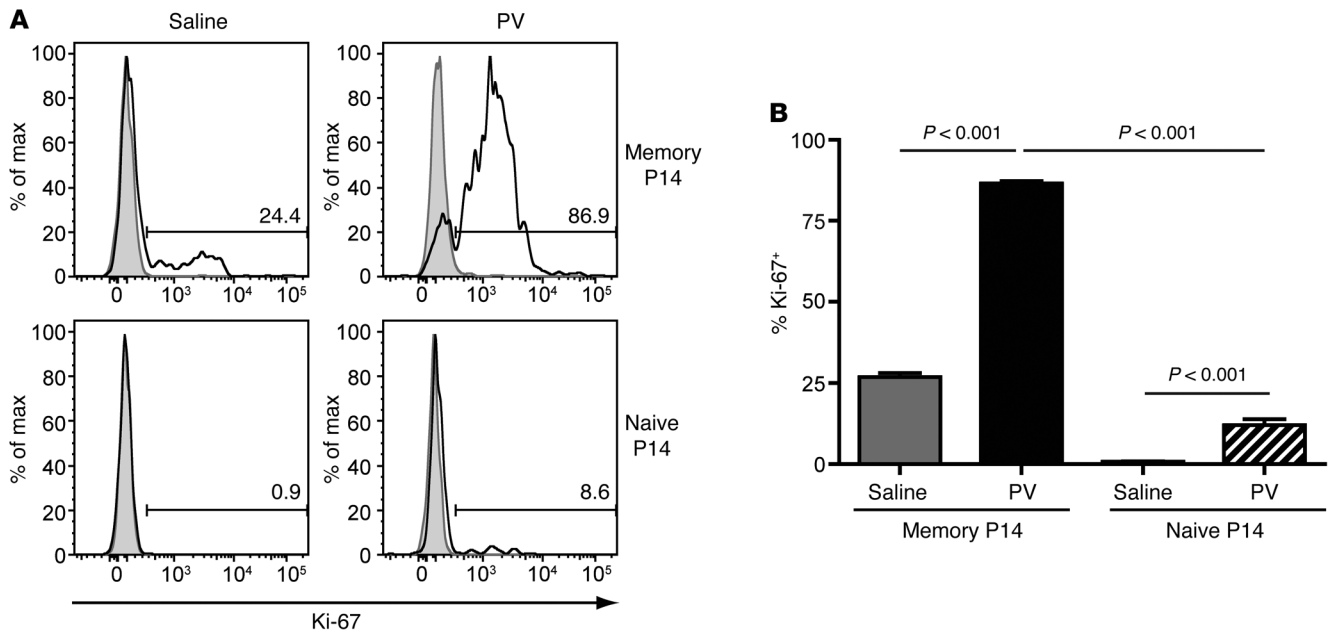 A
Saline
PV
100
80
60
40
20
0
% of max
24.4
0
10³
10⁴
10⁵
100
80
60
40
20
0
% of max
86.9
0
10³
10⁴
10⁵
Memory
P14
100
80
60
40
20
0
% of max
0.9
0
10³
10⁴
10⁵
100
80
60
40
20
0
% of max
8.6
0
10³
10⁴
10⁵
Naive
P14
Ki-67
B
% Ki-67⁺
100
75
50
25
0
P < 0.001
P < 0.001
P < 0.001
Saline
PV
Saline
PV
Memory P14
Naive P14